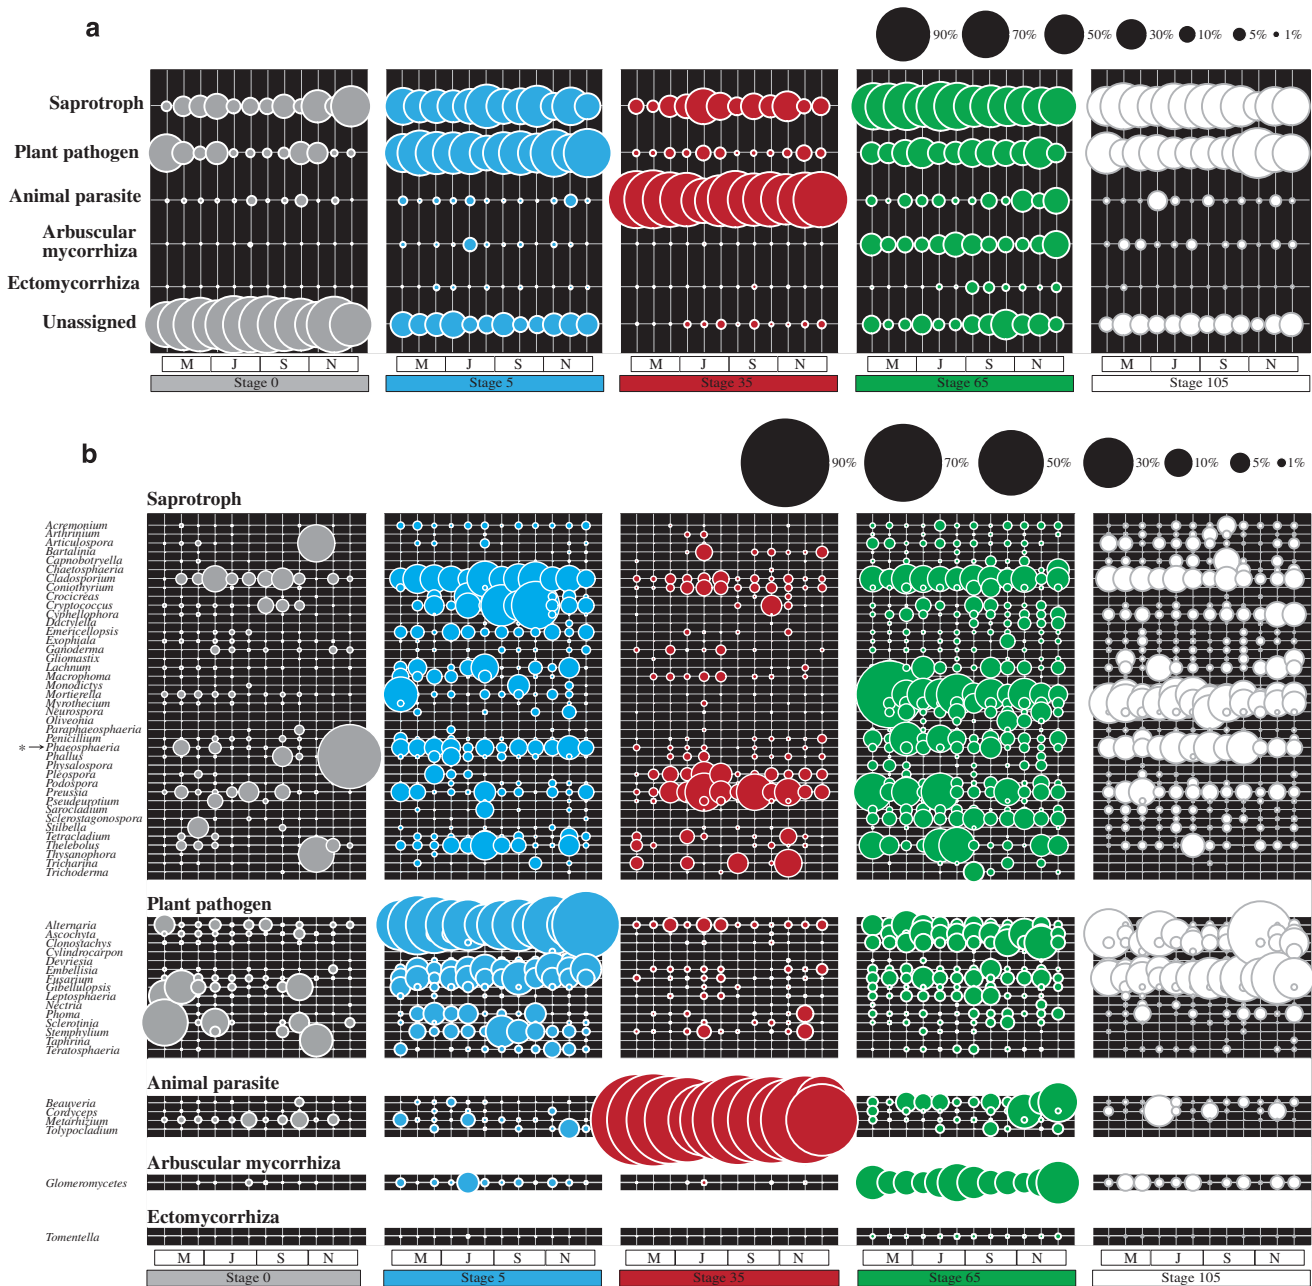 a
90% 70% 50% 30% 10% 5% 1%
Saprotroph
Plant pathogen
Animal parasite
Arbuscular
mycorrhiza
Ectomycorrhiza
Unassigned
M J S N M J S N M J S N M J S N M J S N
Stage 0 Stage 5 Stage 35 Stage 65 Stage 105
b
90% 70% 50% 30% 10% 5% 1%
Saprotroph
Acremonium
Arthrinium
Articulospora
Bartalinia
Capnobotryella
Chaetosphaeria
Cladosporium
Coniothyrium
Crocicreas
Cryptococcus
Cyphellophora
Dactylella
Emericellopsis
Exophiala
Ganoderma
Gliomastix
Lachnum
Macrophoma
Monodictys
Mortierella
Myrothecium
Neurospora
Oliveonia
Paraphaeosphaeria
Penicillium
* → Phaeosphaeria
Phallus
Physalospora
Pleospora
Podospora
Preussia
Pseudeurotium
Sarocladium
Sclerostagonospora
Stilbella
Tetracladium
Thelebolus
Thysanophora
Tricharina
Trichoderma
Plant pathogen
Alternaria
Ascochyta
Clonostachys
Cylindrocarpon
Devriesia
Embellisia
Fusarium
Gibellulopsis
Leptosphaeria
Nectria
Phoma
Sclerotinia
Stemphylium
Taphrina
Teratosphaeria
Animal parasite
Beauveria
Cordyceps
Metarhizium
Tolypocladium
Arbuscular mycorrhiza
Glomeromycetes
Ectomycorrhiza
Tomentella
M J S N M J S N M J S N M J S N M J S N
Stage 0 Stage 5 Stage 35 Stage 65 Stage 105